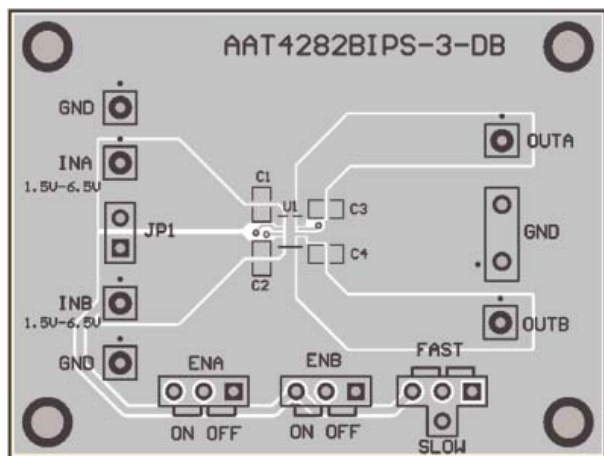 AAT4282BIPS-3-DB
GND
INA
1.5V-6.5V
JP1
INB
1.5V-6.5V
GND
C1
U1
C3
C2
C4
OUTA
GND
OUTB
ENA
ENB
FAST
ON OFF
ON OFF
SLOW